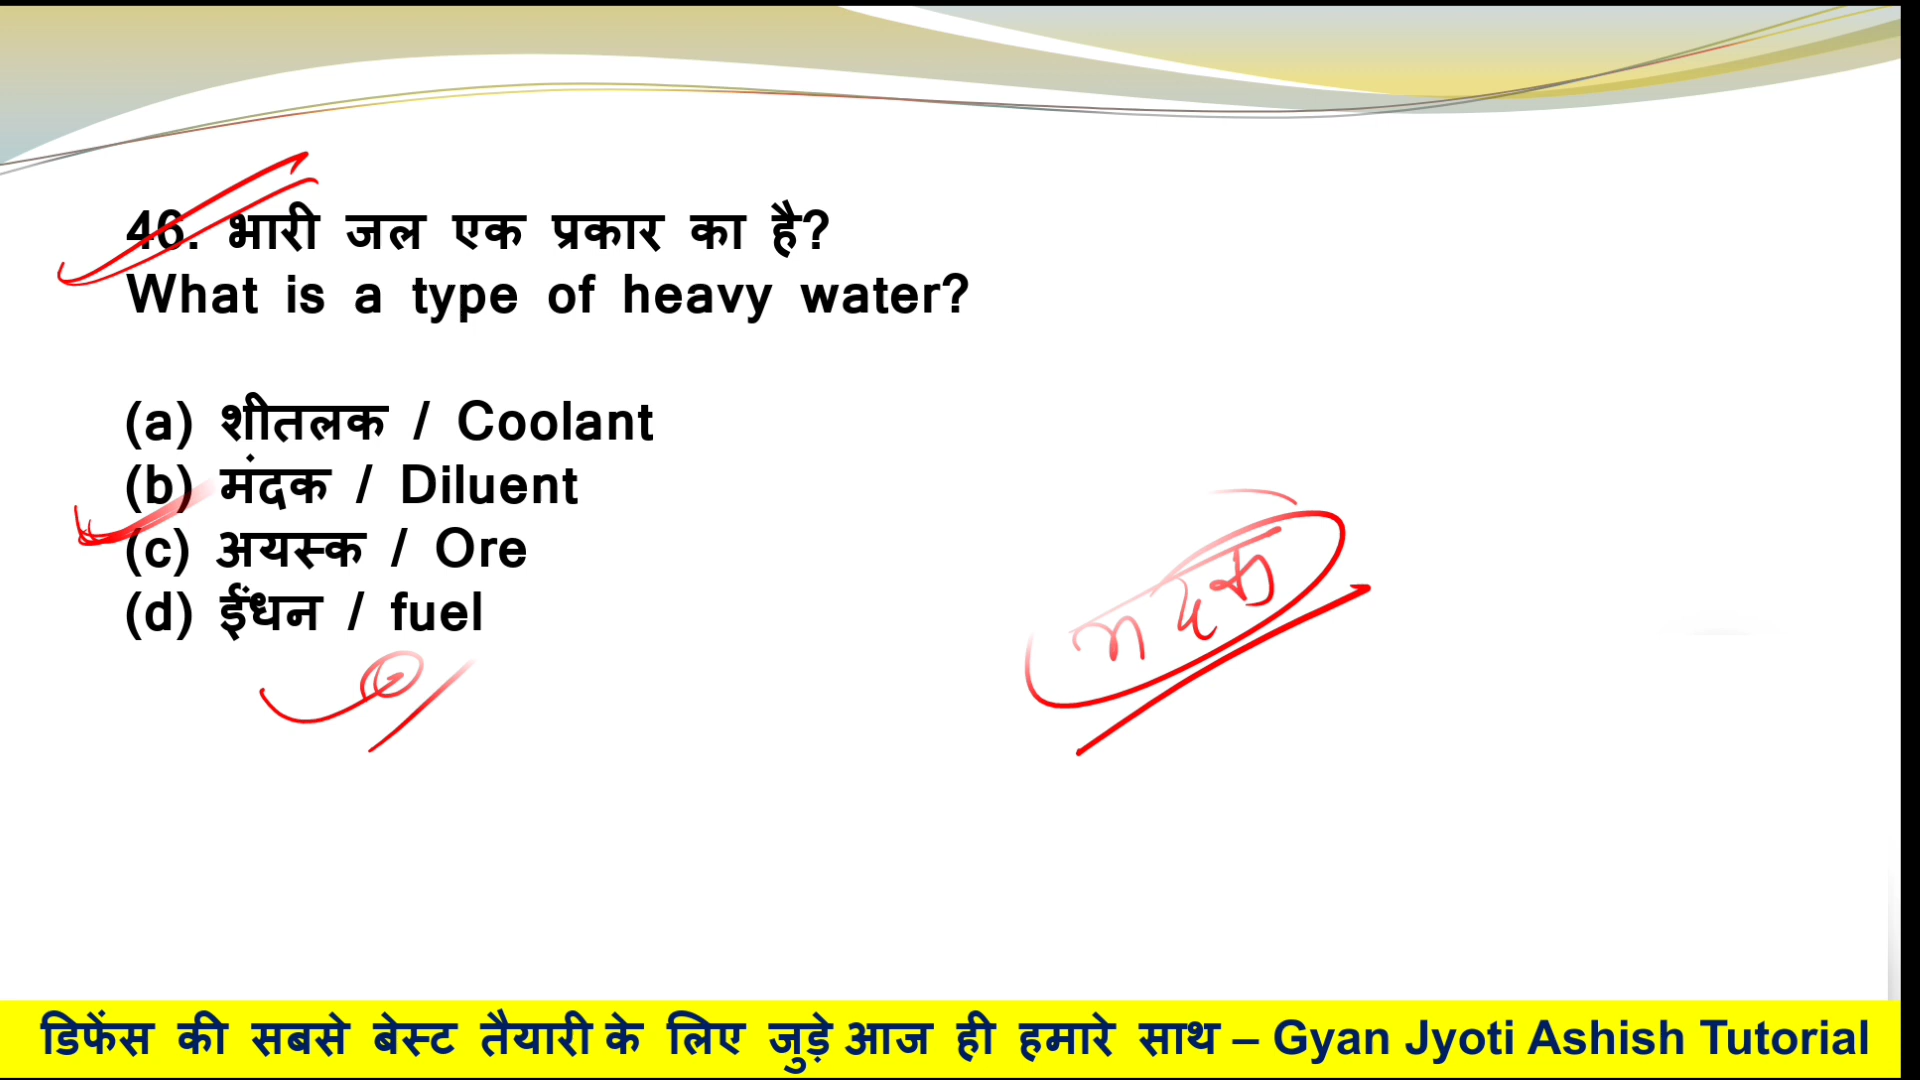 46. भारी जल एक प्रकार का है?
What is a type of heavy water?
(a) शीतलक / Coolant
(b) मंदक / Diluent
(c) अयस्क / Ore
(d) ईंधन / fuel
मदक
डिफेंस की सबसे बेस्ट तैयारी के लिए जुड़े आज ही हमारे साथ – Gyan Jyoti Ashish Tutorial